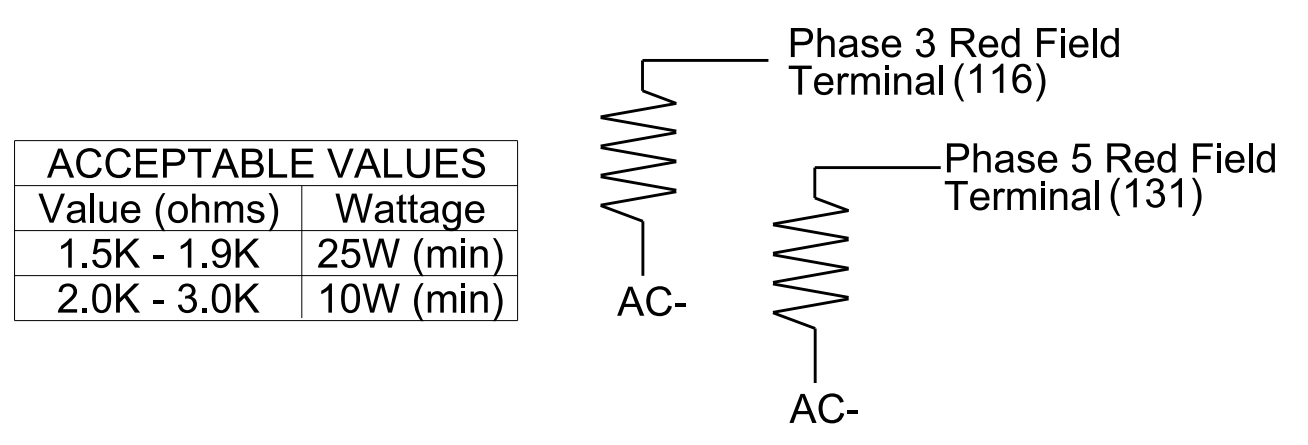 ACCEPTABLE VALUES
Value (ohms) Wattage
1.5K - 1.9K 25W (min)
2.0K - 3.0K 10W (min)
Phase 3 Red Field
Terminal (116)
AC-
Phase 5 Red Field
Terminal (131)
AC-